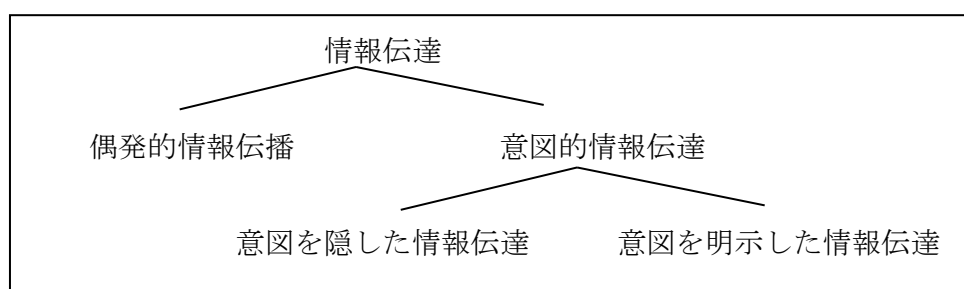 情報伝達
偶発的情報伝播
意図的情報伝達
意図を隠した情報伝達
意図を明示した情報伝達